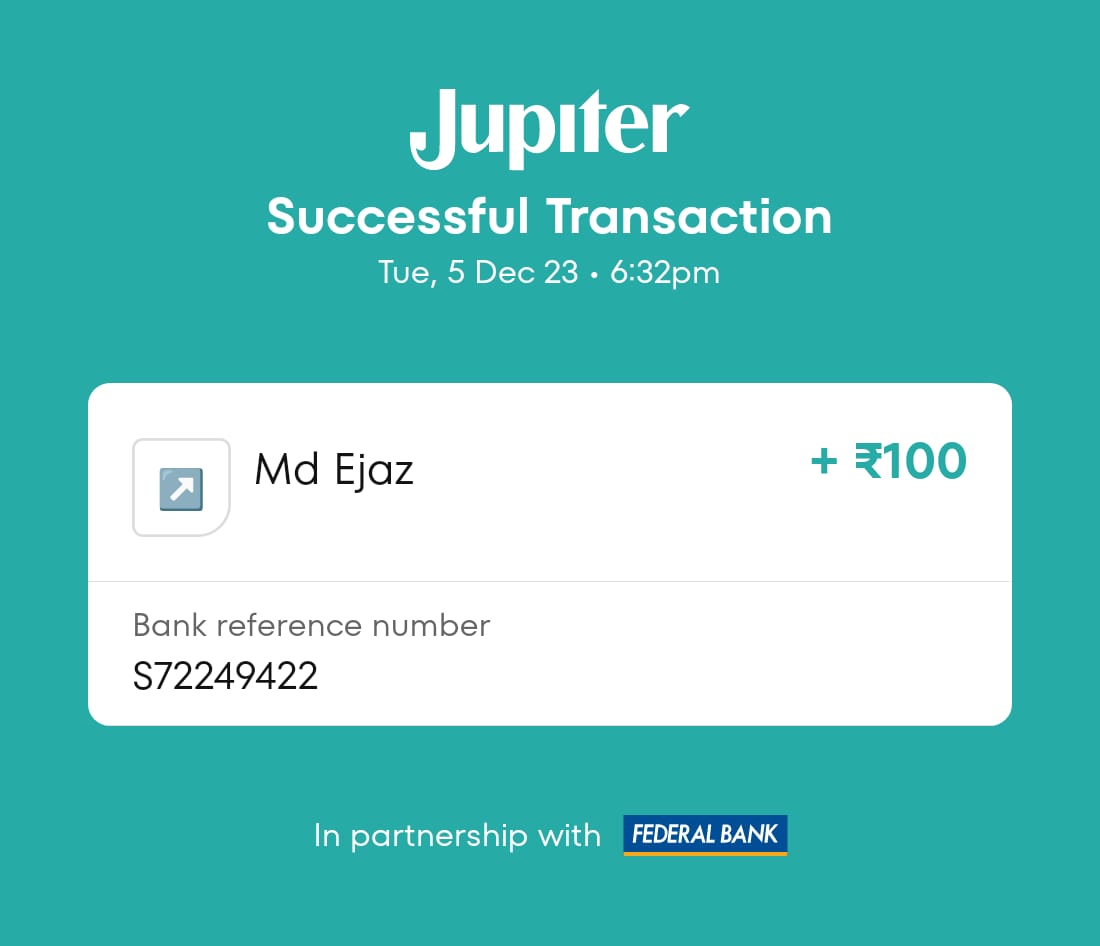 Jupiter
Successful Transaction
Tue, 5 Dec 23 • 6:32pm
Md Ejaz
+ ₹100
Bank reference number
S72249422
In partnership with FEDERAL BANK